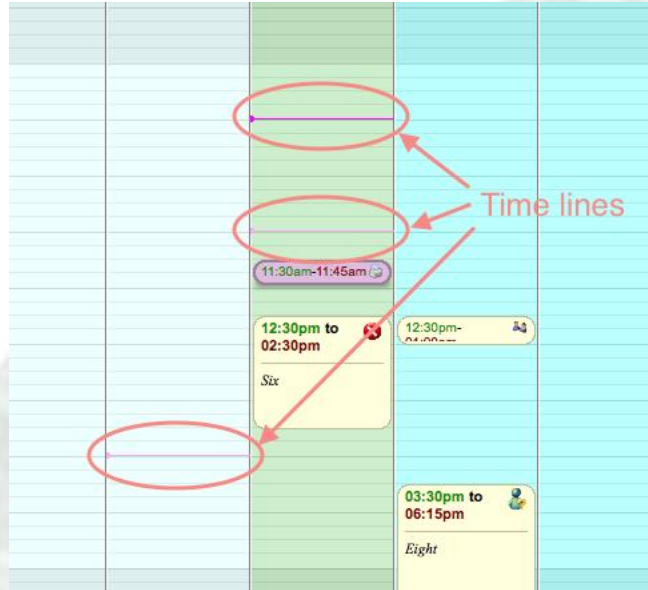 Time lines
11:30am-11:45am
12:30pm to
02:30pm
Six
12:30pm-
03:30pm to
06:15pm
Eight